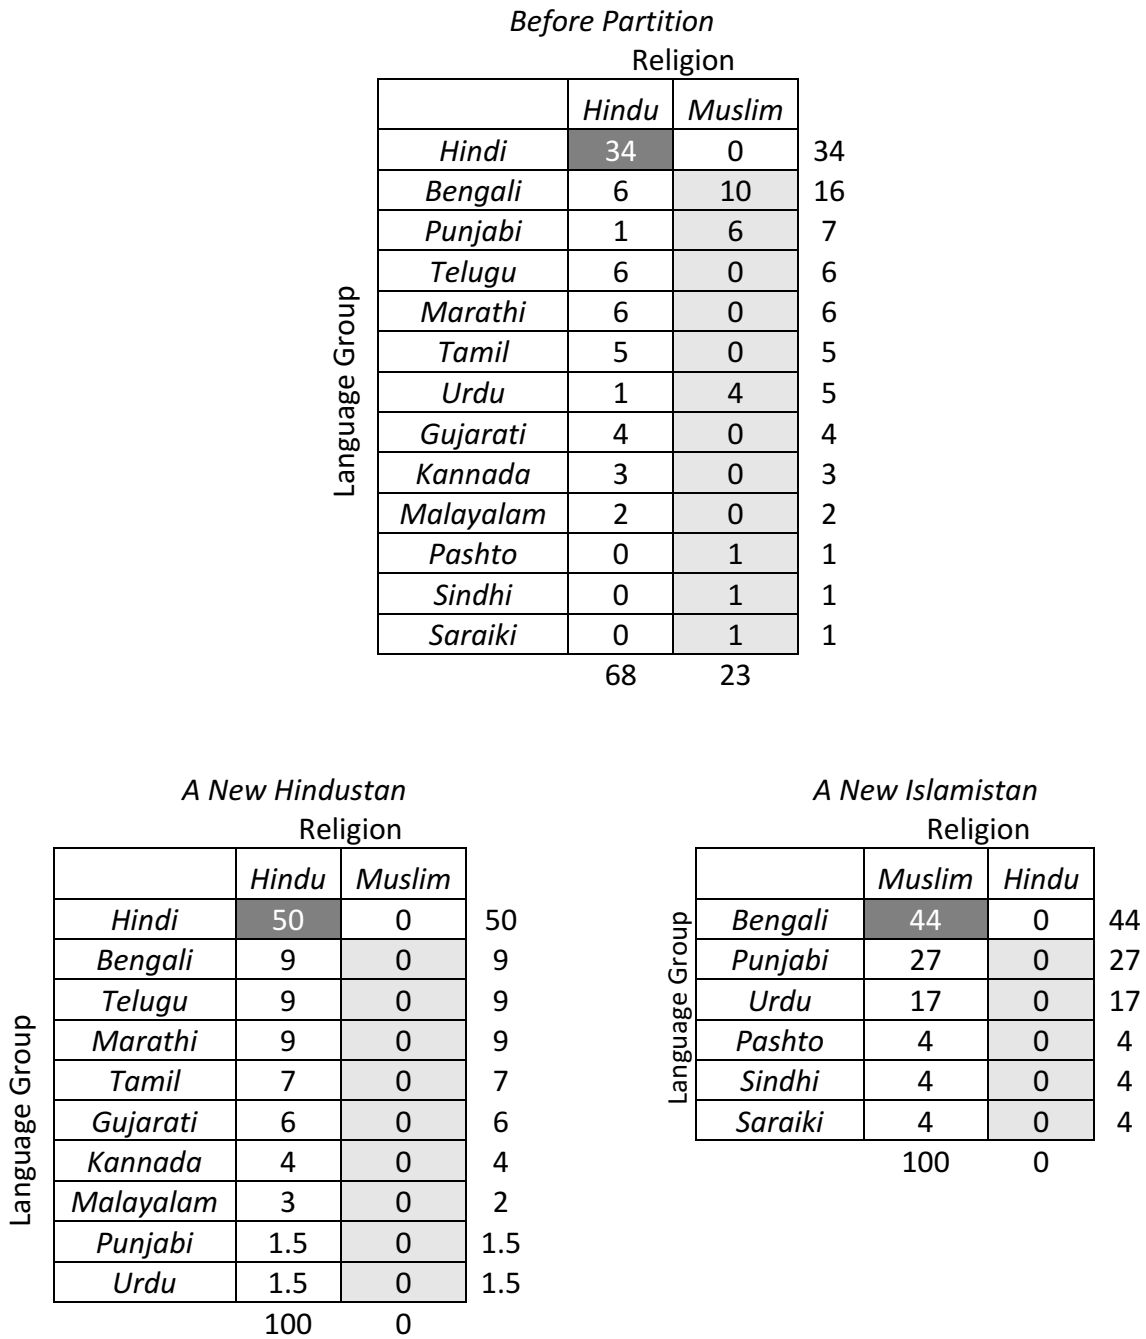 Before Partition
Religion
Hindu Muslim
Hindi 34 0 34
Bengali 6 10 16
Punjabi 1 6 7
Telugu 6 0 6
Marathi 6 0 6
Tamil 5 0 5
Urdu 1 4 5
Gujarati 4 0 4
Kannada 3 0 3
Malayalam 2 0 2
Pashto 0 1 1
Sindhi 0 1 1
Saraiki 0 1 1
68 23
Language Group
A New Hindustan
Religion
Hindu Muslim
Hindi 50 0 50
Bengali 9 0 9
Telugu 9 0 9
Marathi 9 0 9
Tamil 7 0 7
Gujarati 6 0 6
Kannada 4 0 4
Malayalam 3 0 2
Punjabi 1.5 0 1.5
Urdu 1.5 0 1.5
100 0
Language Group
A New Islamistan
Religion
Muslim Hindu
Bengali 44 0 44
Punjabi 27 0 27
Urdu 17 0 17
Pashto 4 0 4
Sindhi 4 0 4
Saraiki 4 0 4
100 0
Language Group